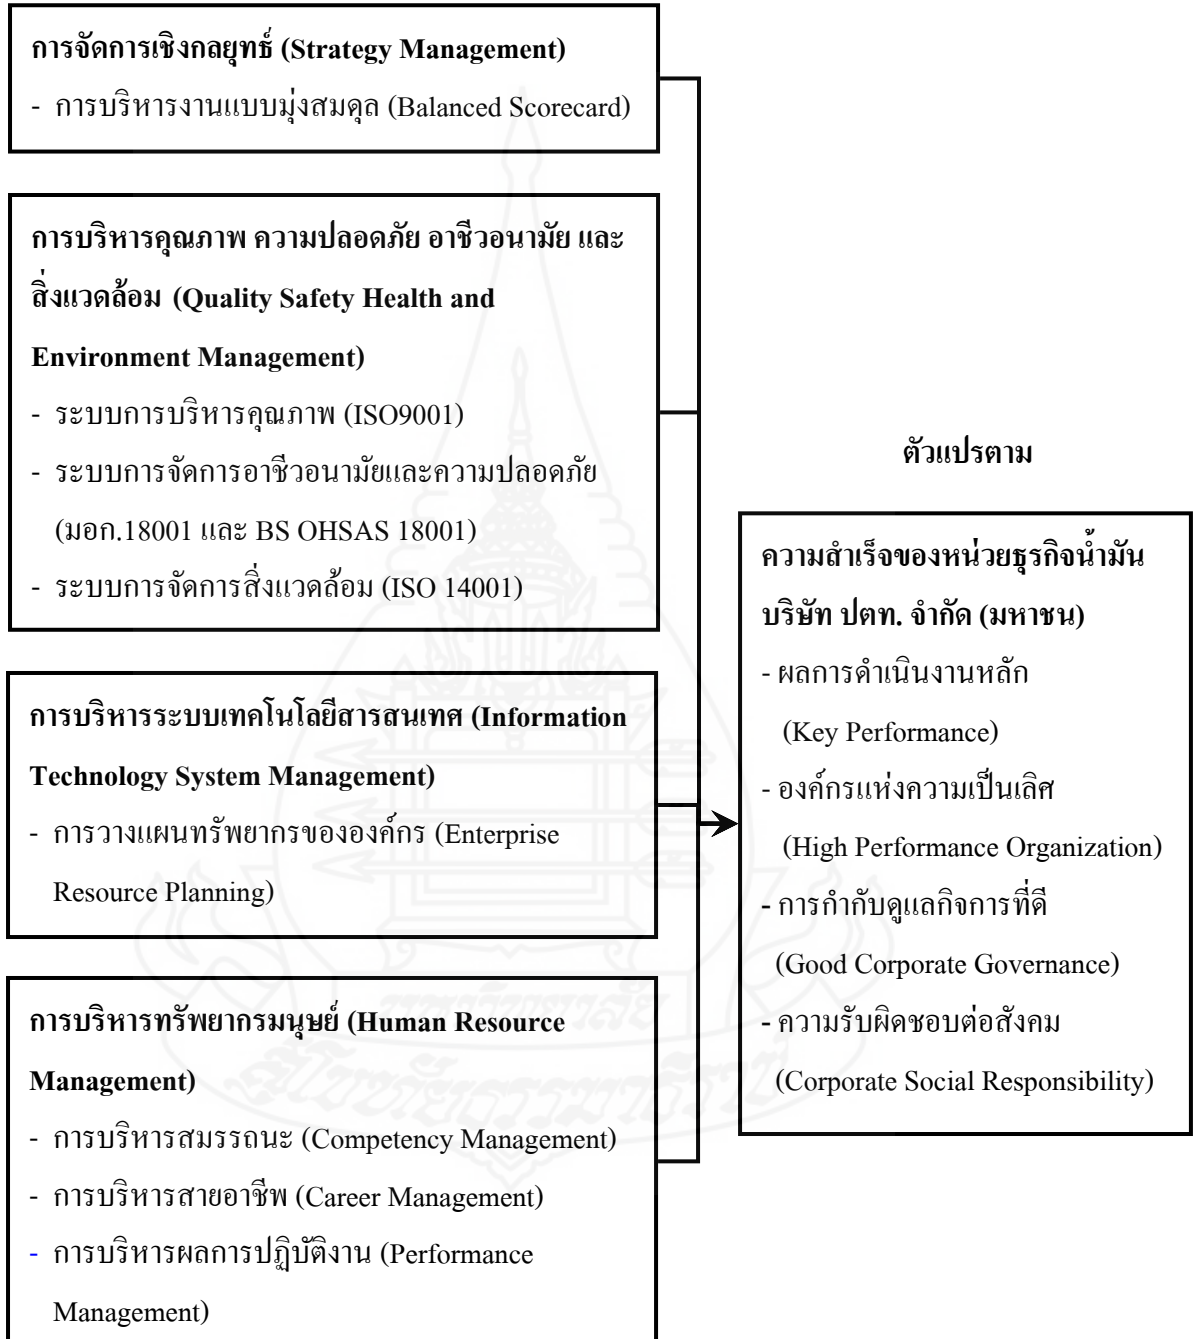 การจัดการเชิงกลยุทธ์ (Strategy Management)
- การบริหารงานแบบมุ่งสมดุล (Balanced Scorecard)
การบริหารคุณภาพ ความปลอดภัย อาชีวอนามัย และ
สิ่งแวดล้อม (Quality Safety Health and
Environment Management)
- ระบบการบริหารคุณภาพ (ISO9001)
- ระบบการจัดการอาชีวอนามัยและความปลอดภัย
(มอก.18001 และ BS OHSAS 18001)
- ระบบการจัดการสิ่งแวดล้อม (ISO 14001)
การบริหารระบบเทคโนโลยีสารสนเทศ (Information
Technology System Management)
- การวางแผนทรัพยากรขององค์กร (Enterprise
Resource Planning)
การบริหารทรัพยากรมนุษย์ (Human Resource
Management)
- การบริหารสมรรถนะ (Competency Management)
- การบริหารสายอาชีพ (Career Management)
- การบริหารผลการปฏิบัติงาน (Performance
Management)
ตัวแปรตาม
ความสำเร็จของหน่วยธุรกิจน้ำมัน
บริษัท ปตท. จำกัด (มหาชน)
- ผลการดำเนินงานหลัก
(Key Performance)
- องค์กรแห่งความเป็นเลิศ
(High Performance Organization)
- การกำกับดูแลกิจการที่ดี
(Good Corporate Governance)
- ความรับผิดชอบต่อสังคม
(Corporate Social Responsibility)
มหาวิทยาลัย
สุโขทัยธรรมาธิราช